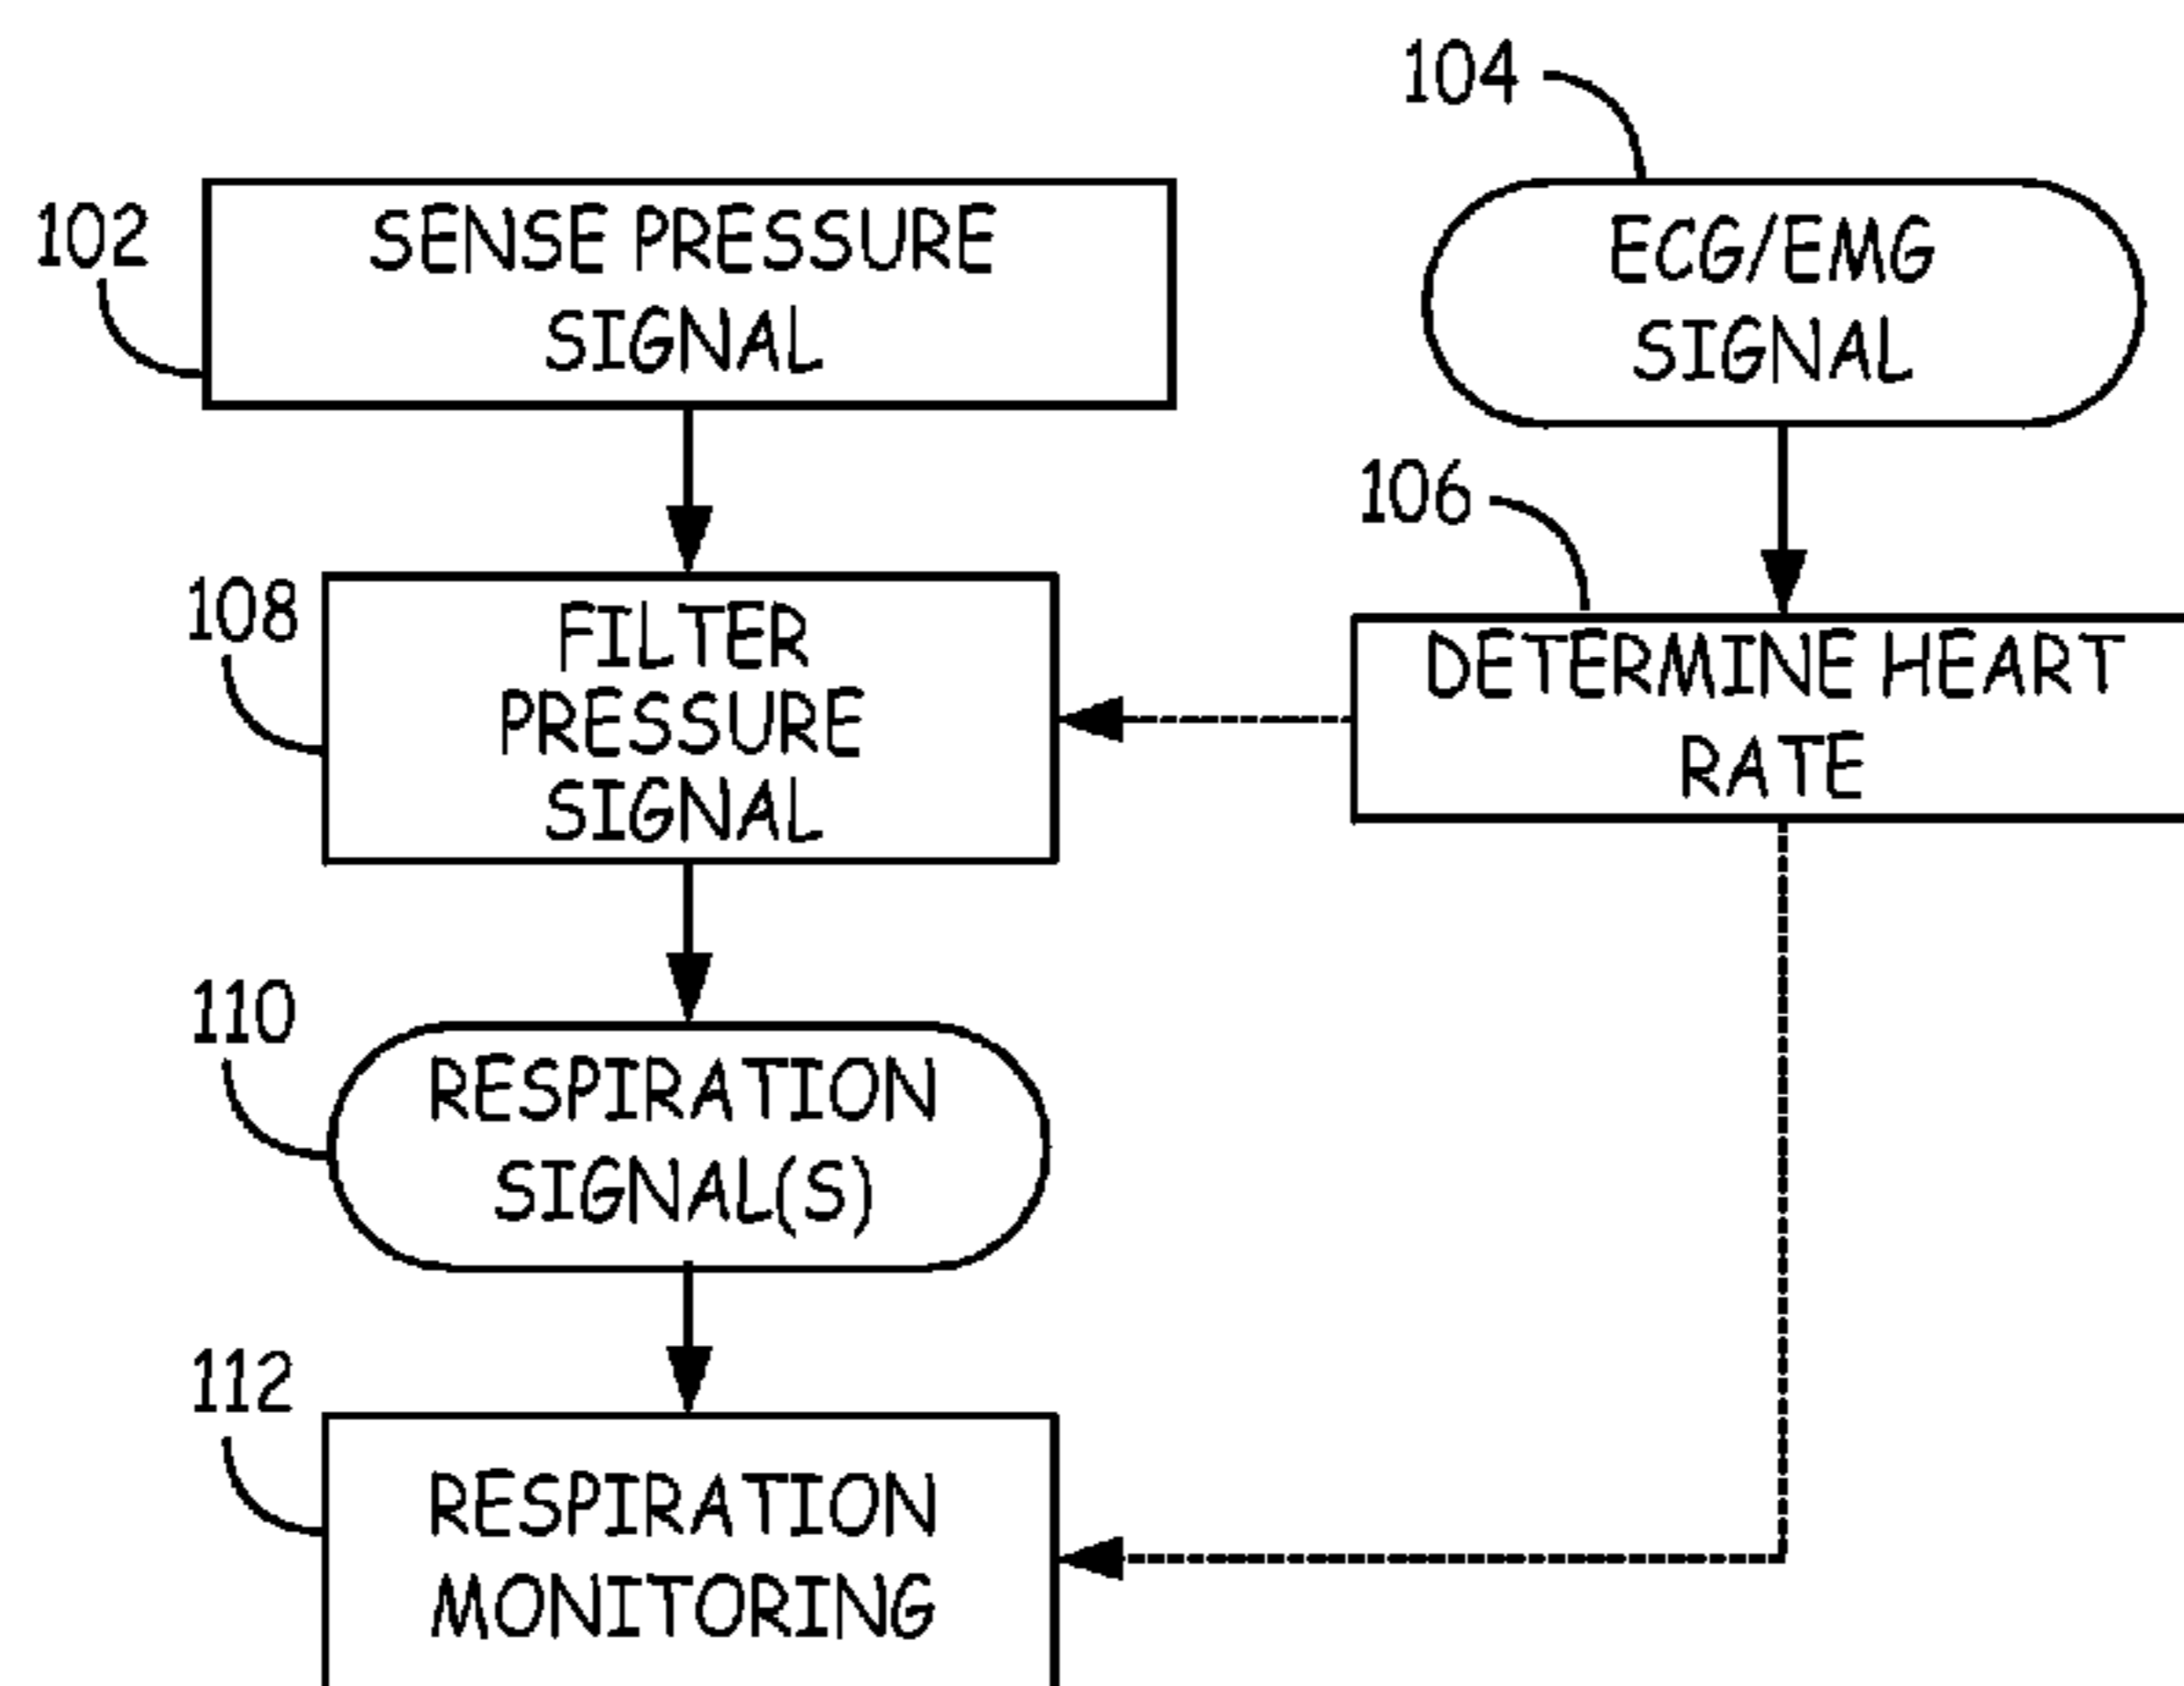 104
102
SENSE PRESSURE
SIGNAL
ECG/EMG
SIGNAL
106
108
FILTER
PRESSURE
SIGNAL
DETERMINE HEART
RATE
110
RESPIRATION
SIGNAL(S)
112
RESPIRATION
MONITORING